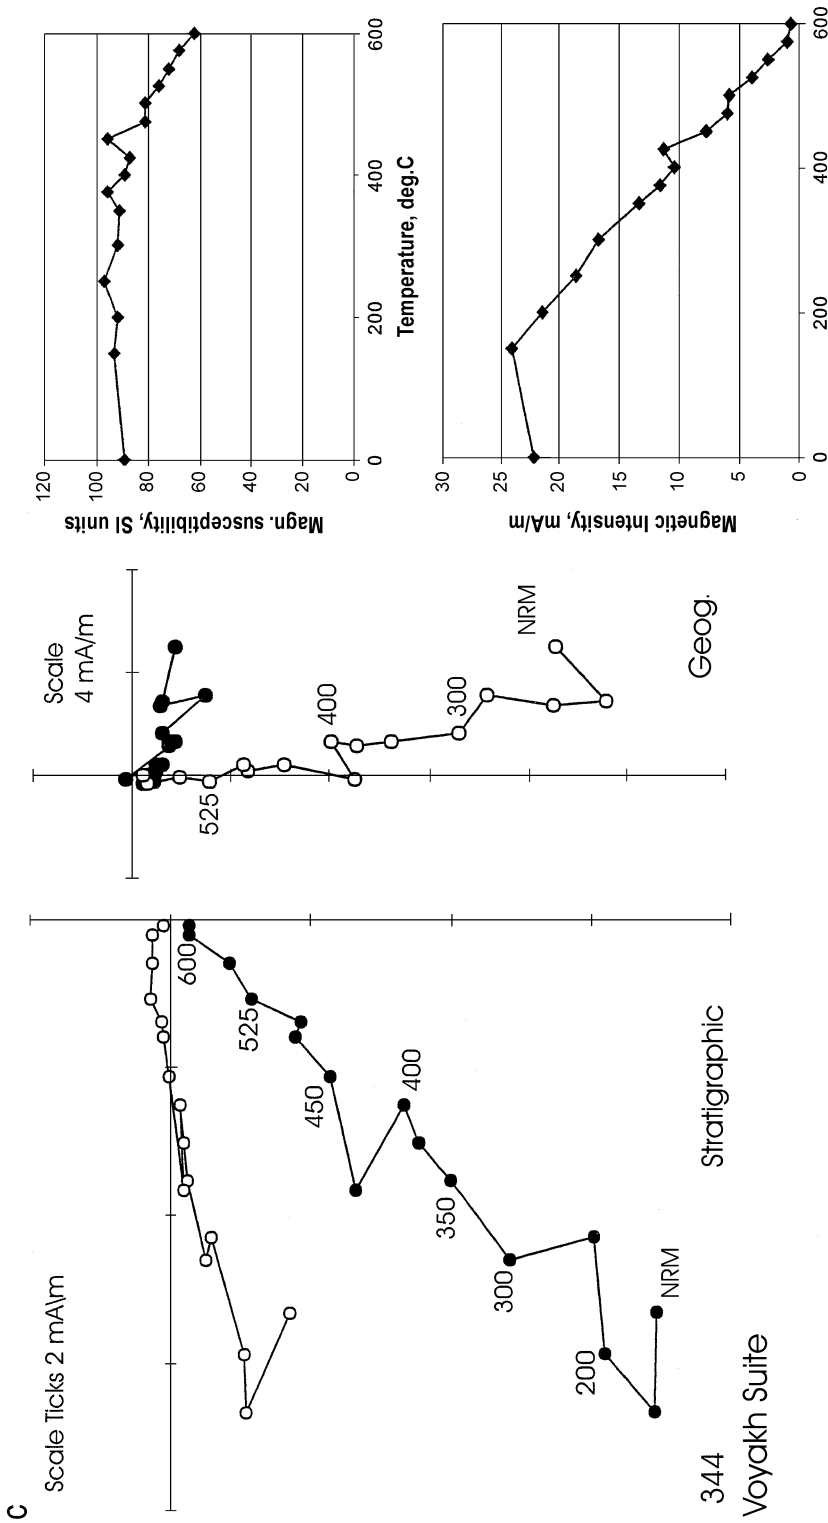 C
Scale Ticks 2 mA\m
600
525
450
400
350
300
200
NRM
344
Voyakh Suite
Stratigraphic
Scale
4 mA/m
NRM
300
400
525
Geog.
Magn. susceptibility, SI units
120
100
80
60
40
20
0
0
200
400
600
Temperature, deg.C
Magnetic Intensity, mA/m
30
25
20
15
10
5
0
0
200
400
600